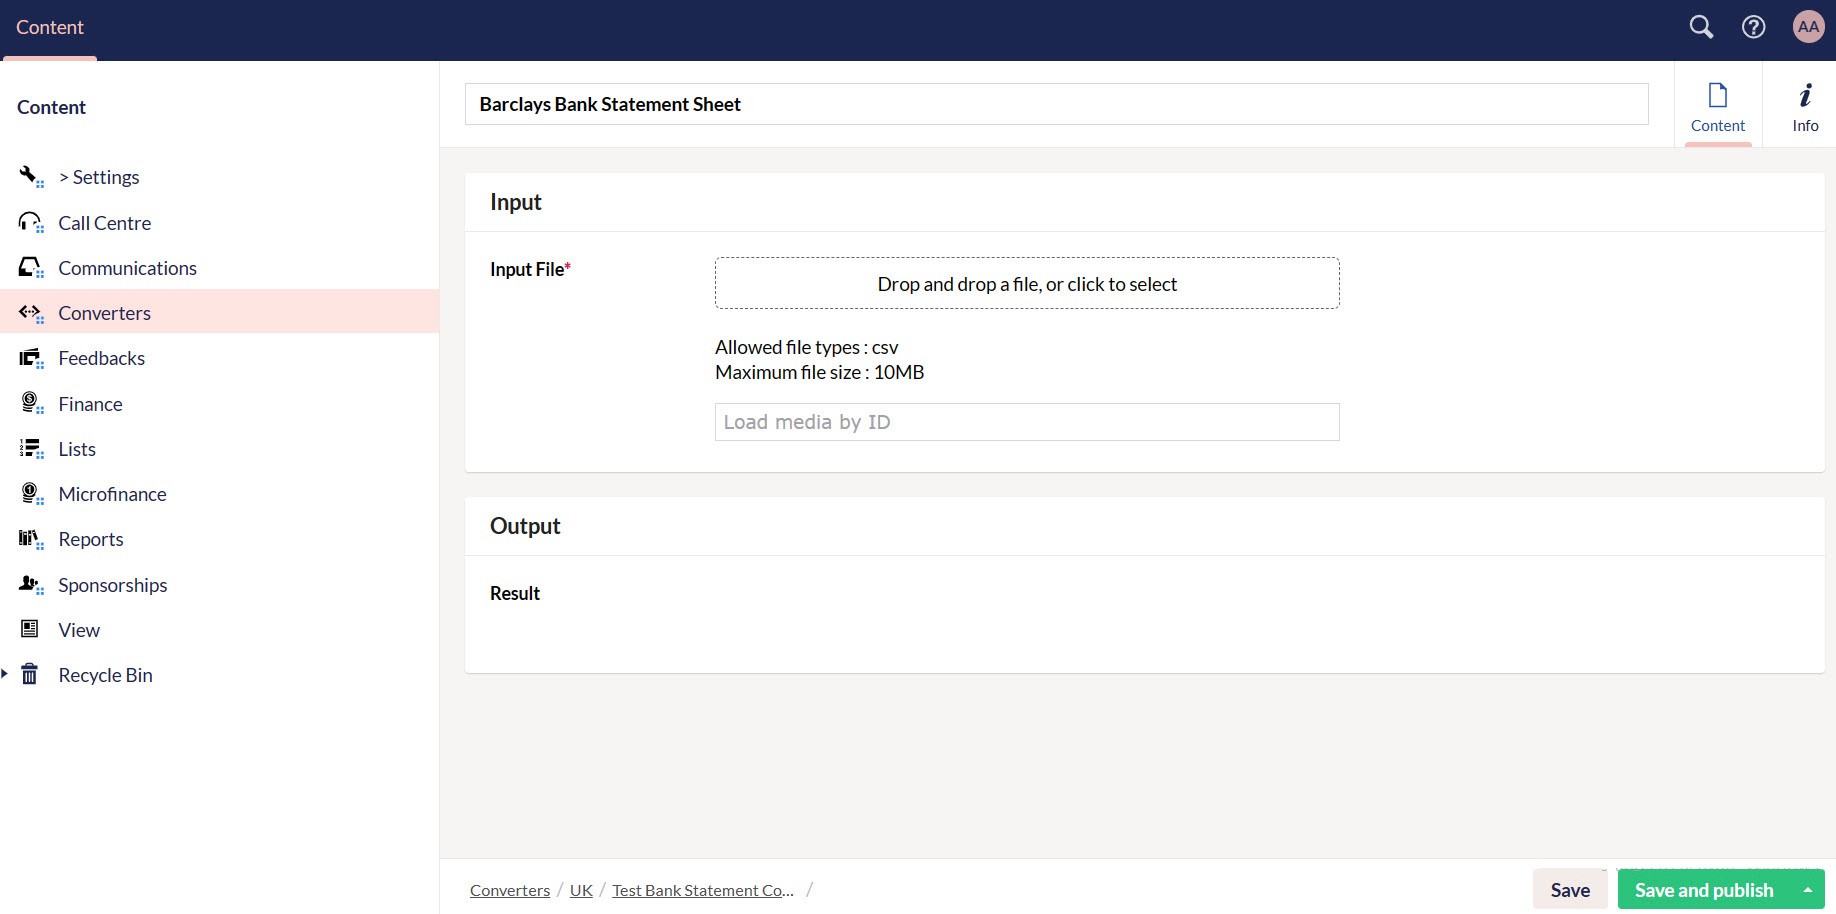 Content
AA
Content
> Settings
Call Centre
Communications
Converters
Feedbacks
Finance
Lists
Microfinance
Reports
Sponsorships
View
Recycle Bin
Barclays Bank Statement Sheet
Content
Info
Input
Input File*
Drop and drop a file, or click to select
Allowed file types : csv
Maximum file size : 10MB
Load media by ID
Output
Result
Converters / UK / Test Bank Statement Co... /
Save
Save and publish